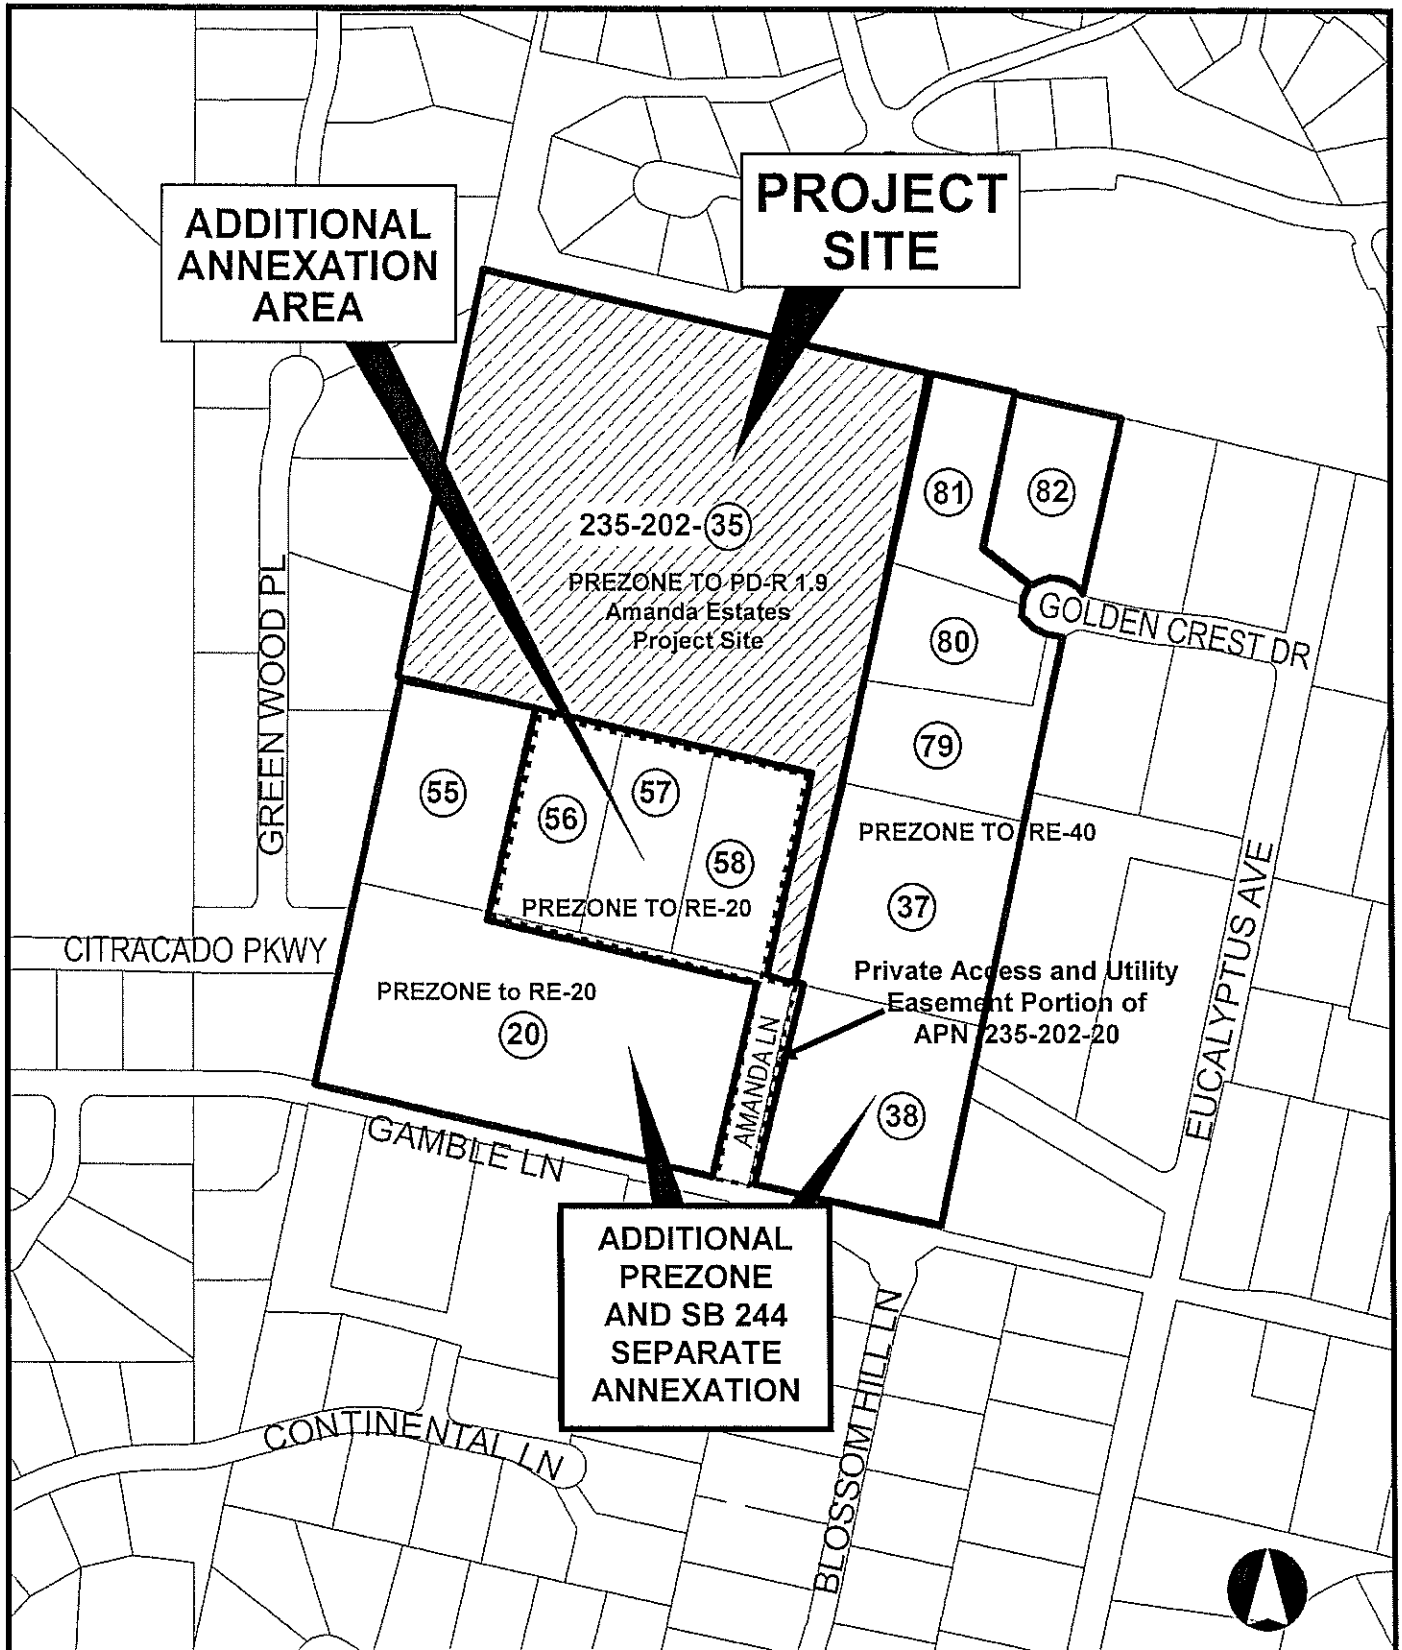 PROJECT
SITE
ADDITIONAL
ANNEXATION
AREA
81
82
235-202-35
PREZONE TO PD-R 1.9
Amanda Estates
Project Site
GOLDEN CREST DR
80
GREEN WOOD PL
79
55
57
56
58
PREZONE TO RE-40
PREZONE TO RE-20
37
EUCALYPTUS AVE
CITRACADO PKWY
Private Access and Utility
Easement Portion of
APN 235-202-20
PREZONE to RE-20
20
AMANDA LN
38
GAMBLE LN
ADDITIONAL
PREZONE
AND SB 244
SEPARATE
ANNEXATION
BLOSSOM HILL LN
CONTINENTAL LN